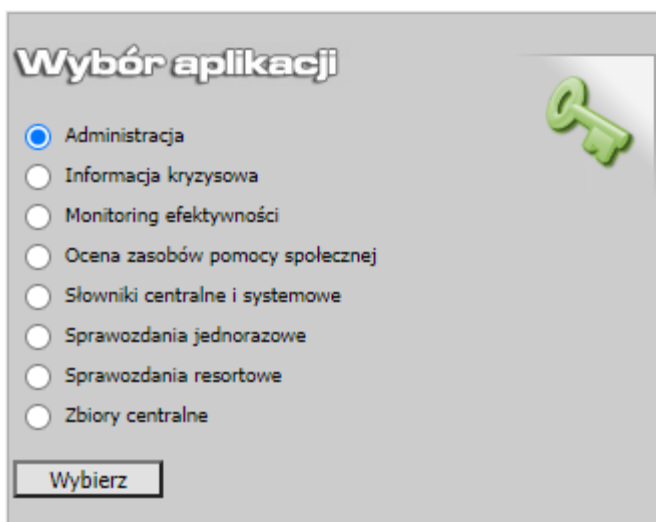 Wybór aplikacji
Administracja
Informacja kryzysowa
Monitoring efektywności
Ocena zasobów pomocy społecznej
Słowniki centralne i systemowe
Sprawozdania jednorazowe
Sprawozdania resortowe
Zbiory centralne
Wybierz